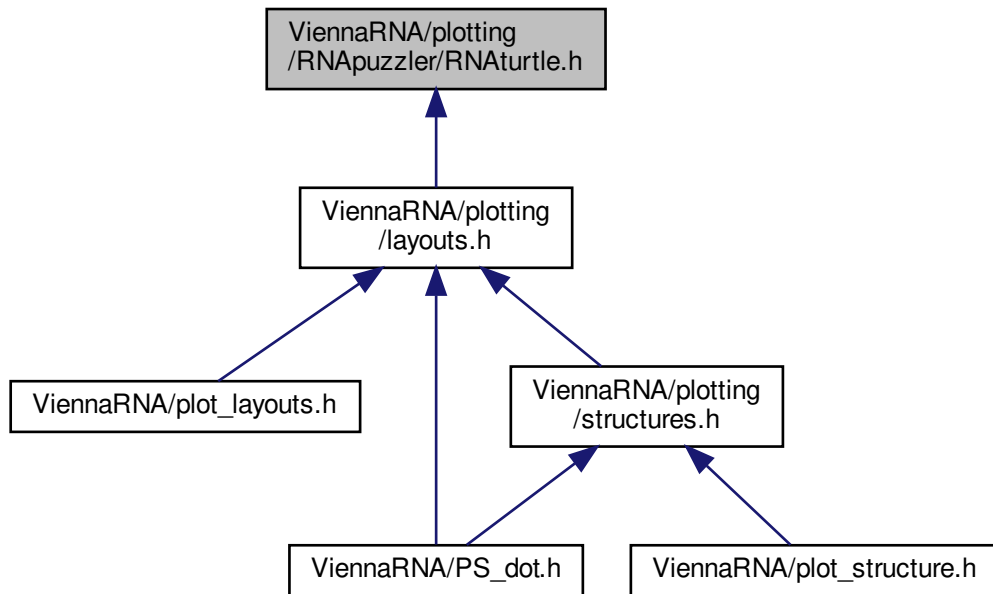 ViennaRNA/plotting
/RNApuzzler/RNAturtle.h
ViennaRNA/plotting
/layouts.h
ViennaRNA/plot_layouts.h
ViennaRNA/plotting
/structures.h
ViennaRNA/PS_dot.h
ViennaRNA/plot_structure.h